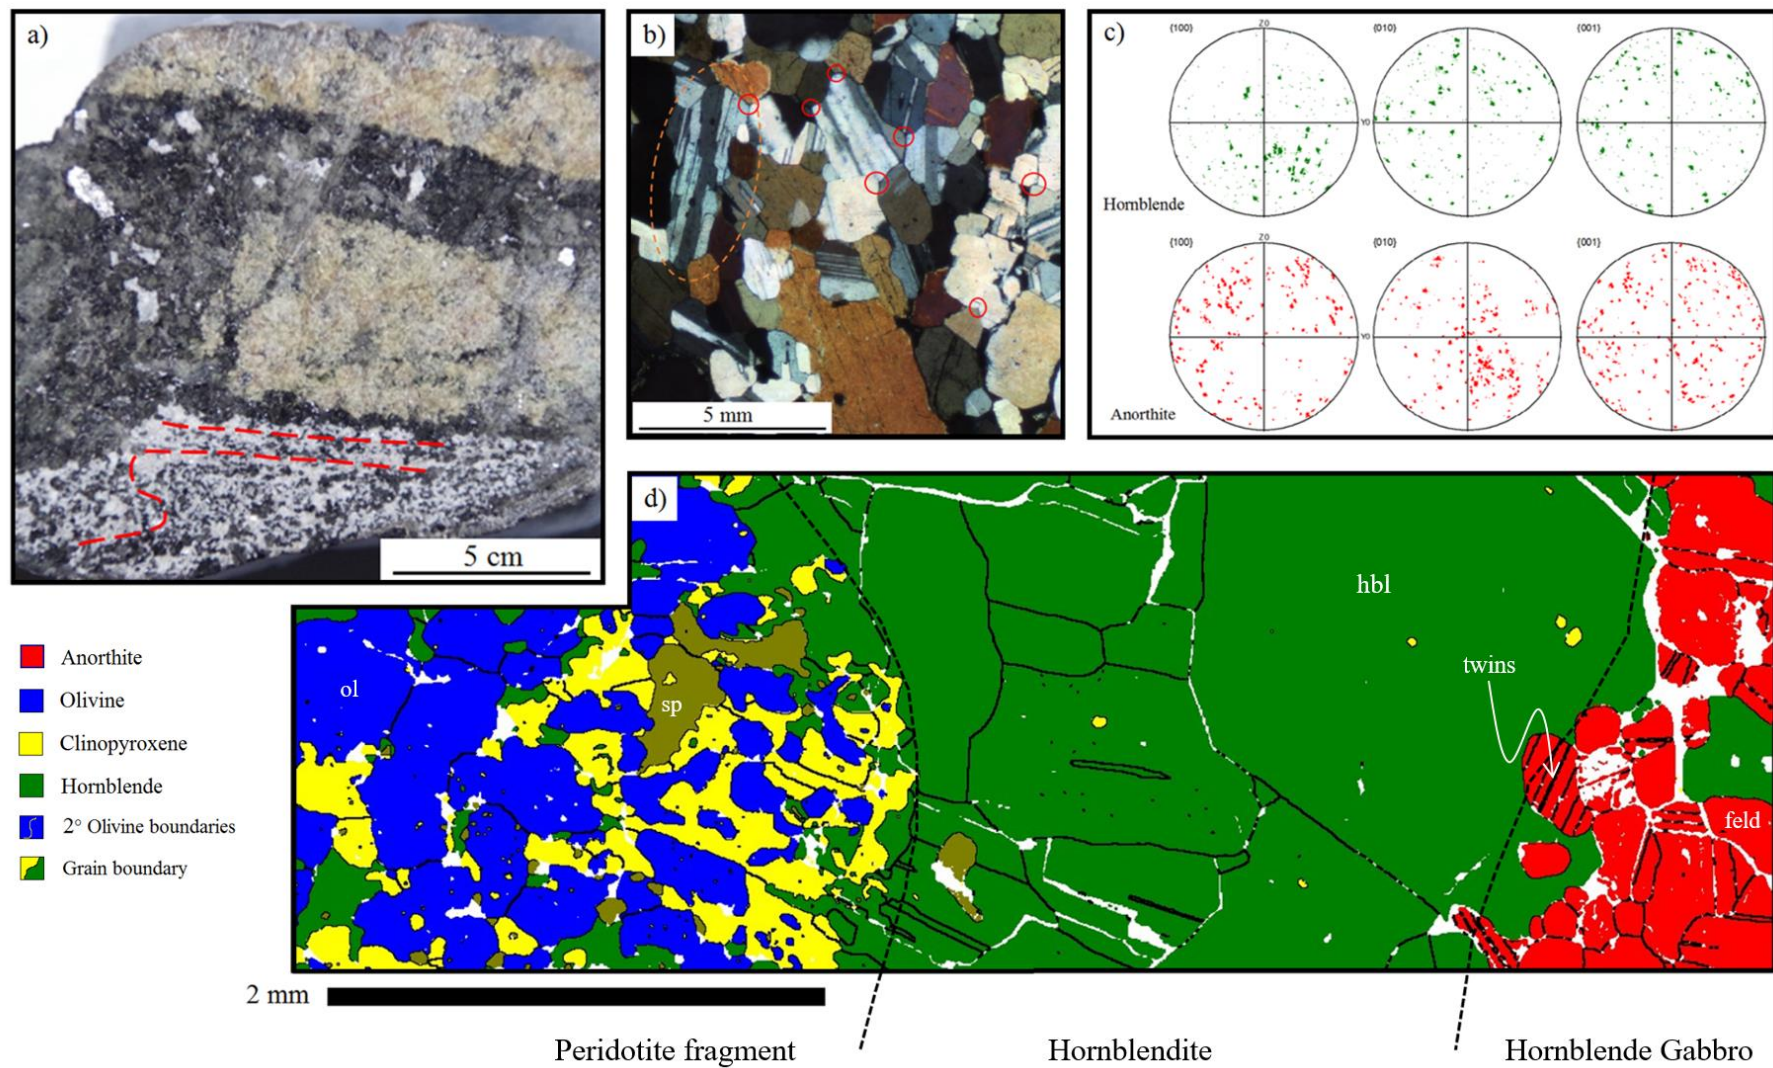 a)
5 cm
b)
5 mm
c)
{100}
Z0
{010}
{001}
Y0
Hornblende
{100}
Z0
{010}
{001}
Y0
Anorthite
d)
ol
sp
hbl
twins
feld
Anorthite
Olivine
Clinopyroxene
Hornblende
2° Olivine boundaries
Grain boundary
2 mm
Peridotite fragment
Hornblendite
Hornblende Gabbro